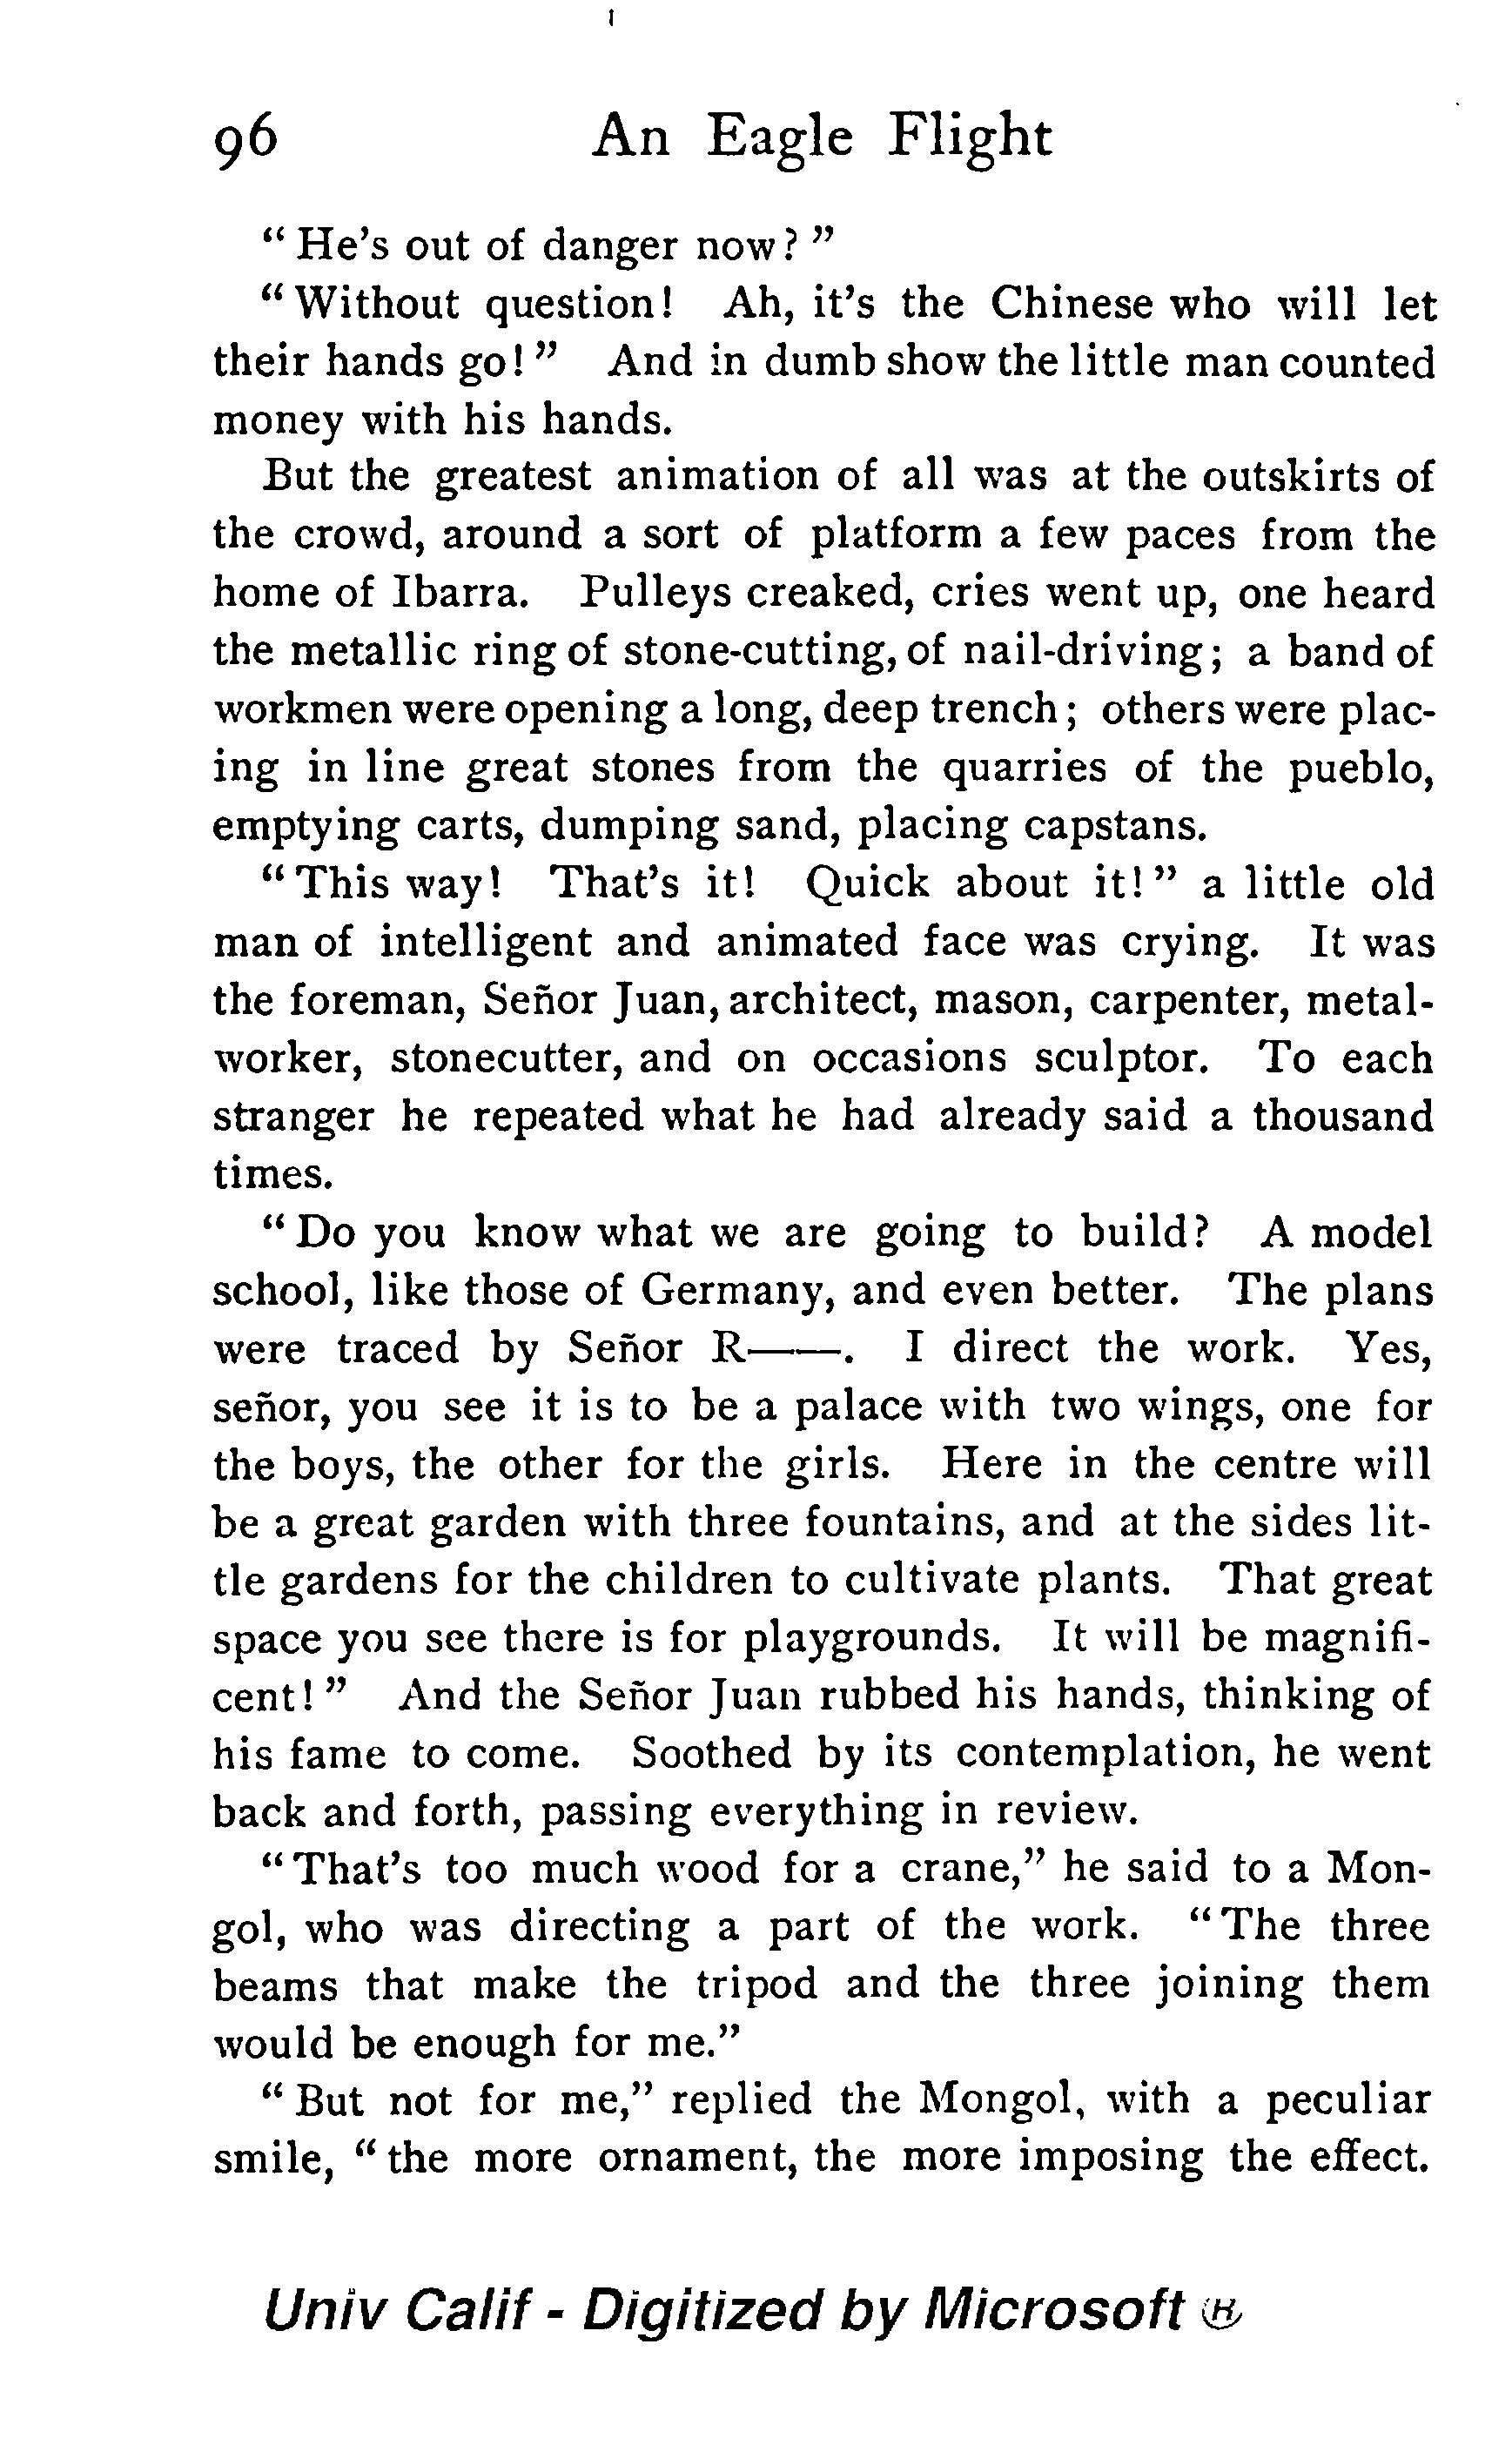 96 An Eagle Flight
" He's out of danger now? "
" Without question! Ah, it's the Chinese who will let
their hands go! " And in dumb show the little man counted
money with his hands.
But the greatest animation of all was at the outskirts of
the crowd, around a sort of platform a few paces from the
home of Ibarra. Pulleys creaked, cries went up, one heard
the metallic ring of stone-cutting, of nail-driving; a band of
workmen were opening a long, deep trench; others were plac-
ing in line great stones from the quarries of the pueblo,
emptying carts, dumping sand, placing capstans.
" This way! That's it! Quick about it! " a little old
man of intelligent and animated face was crying. It was
the foreman, Señor Juan, architect, mason, carpenter, metal-
worker, stonecutter, and on occasions sculptor. To each
stranger he repeated what he had already said a thousand
times.
" Do you know what we are going to build? A model
school, like those of Germany, and even better. The plans
were traced by Señor R——. I direct the work. Yes,
señor, you see it is to be a palace with two wings, one for
the boys, the other for the girls. Here in the centre will
be a great garden with three fountains, and at the sides lit-
tle gardens for the children to cultivate plants. That great
space you see there is for playgrounds. It will be magnifi-
cent! " And the Señor Juan rubbed his hands, thinking of
his fame to come. Soothed by its contemplation, he went
back and forth, passing everything in review.
" That's too much wood for a crane," he said to a Mon-
gol, who was directing a part of the work. " The three
beams that make the tripod and the three joining them
would be enough for me."
" But not for me," replied the Mongol, with a peculiar
smile, " the more ornament, the more imposing the effect.
Univ Calif - Digitized by Microsoft ®